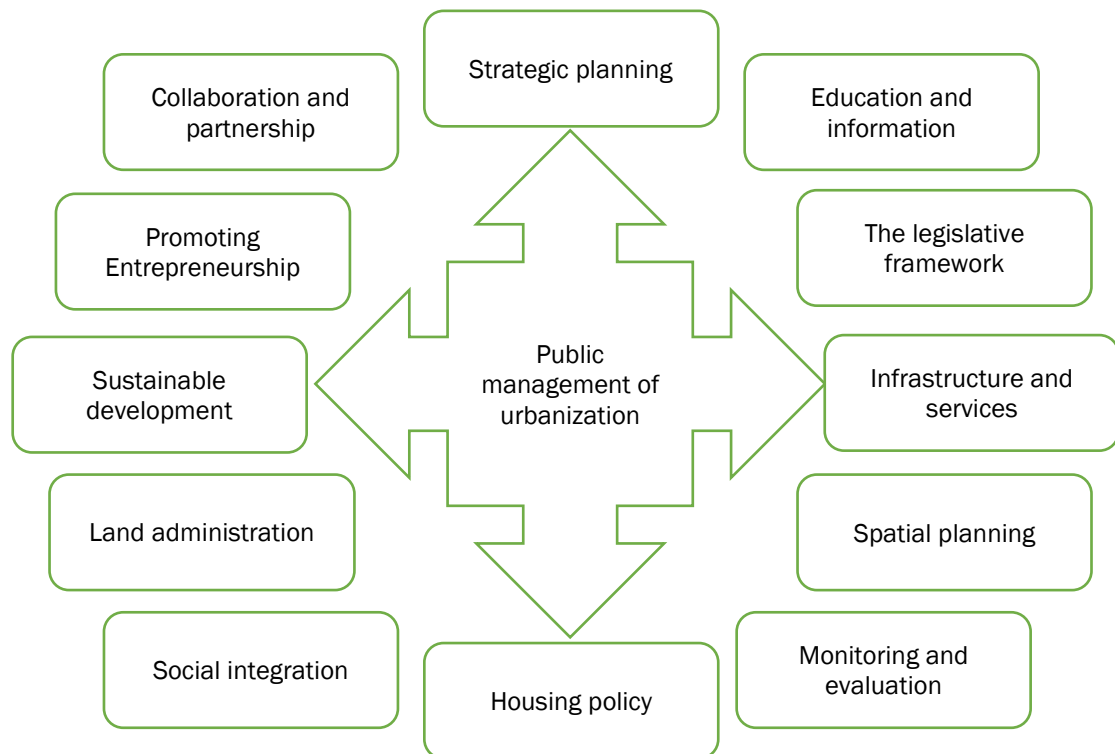 Strategic planning
Collaboration and
partnership
Education and
information
Promoting
Entrepreneurship
The legislative
framework
Sustainable
development
Public
management of
urbanization
Infrastructure and
services
Land administration
Spatial planning
Social integration
Housing policy
Monitoring and
evaluation